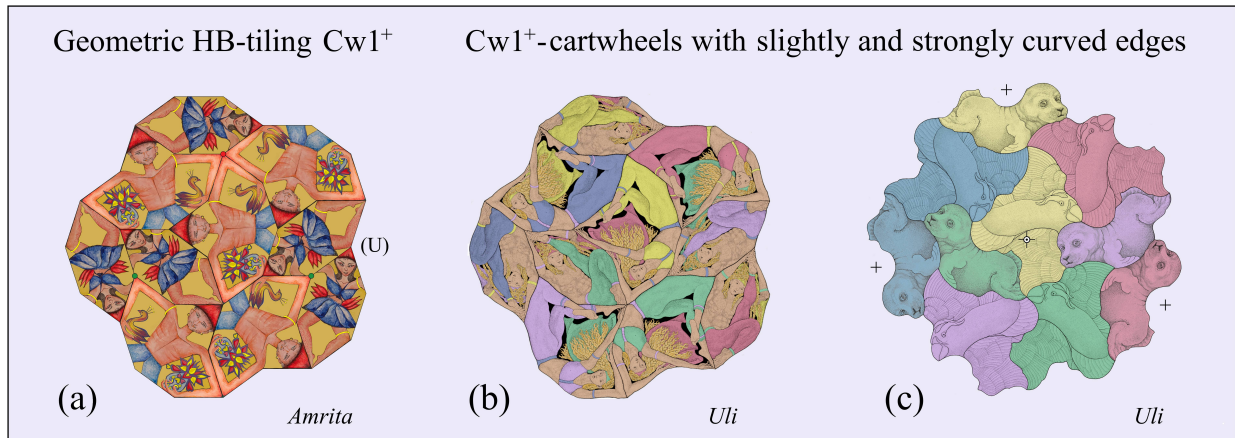 Geometric HB-tiling Cw1⁺
Cw1⁺-cartwheels with slightly and strongly curved edges
(U)
(a)
Amrita
(b)
Uli
(c)
Uli